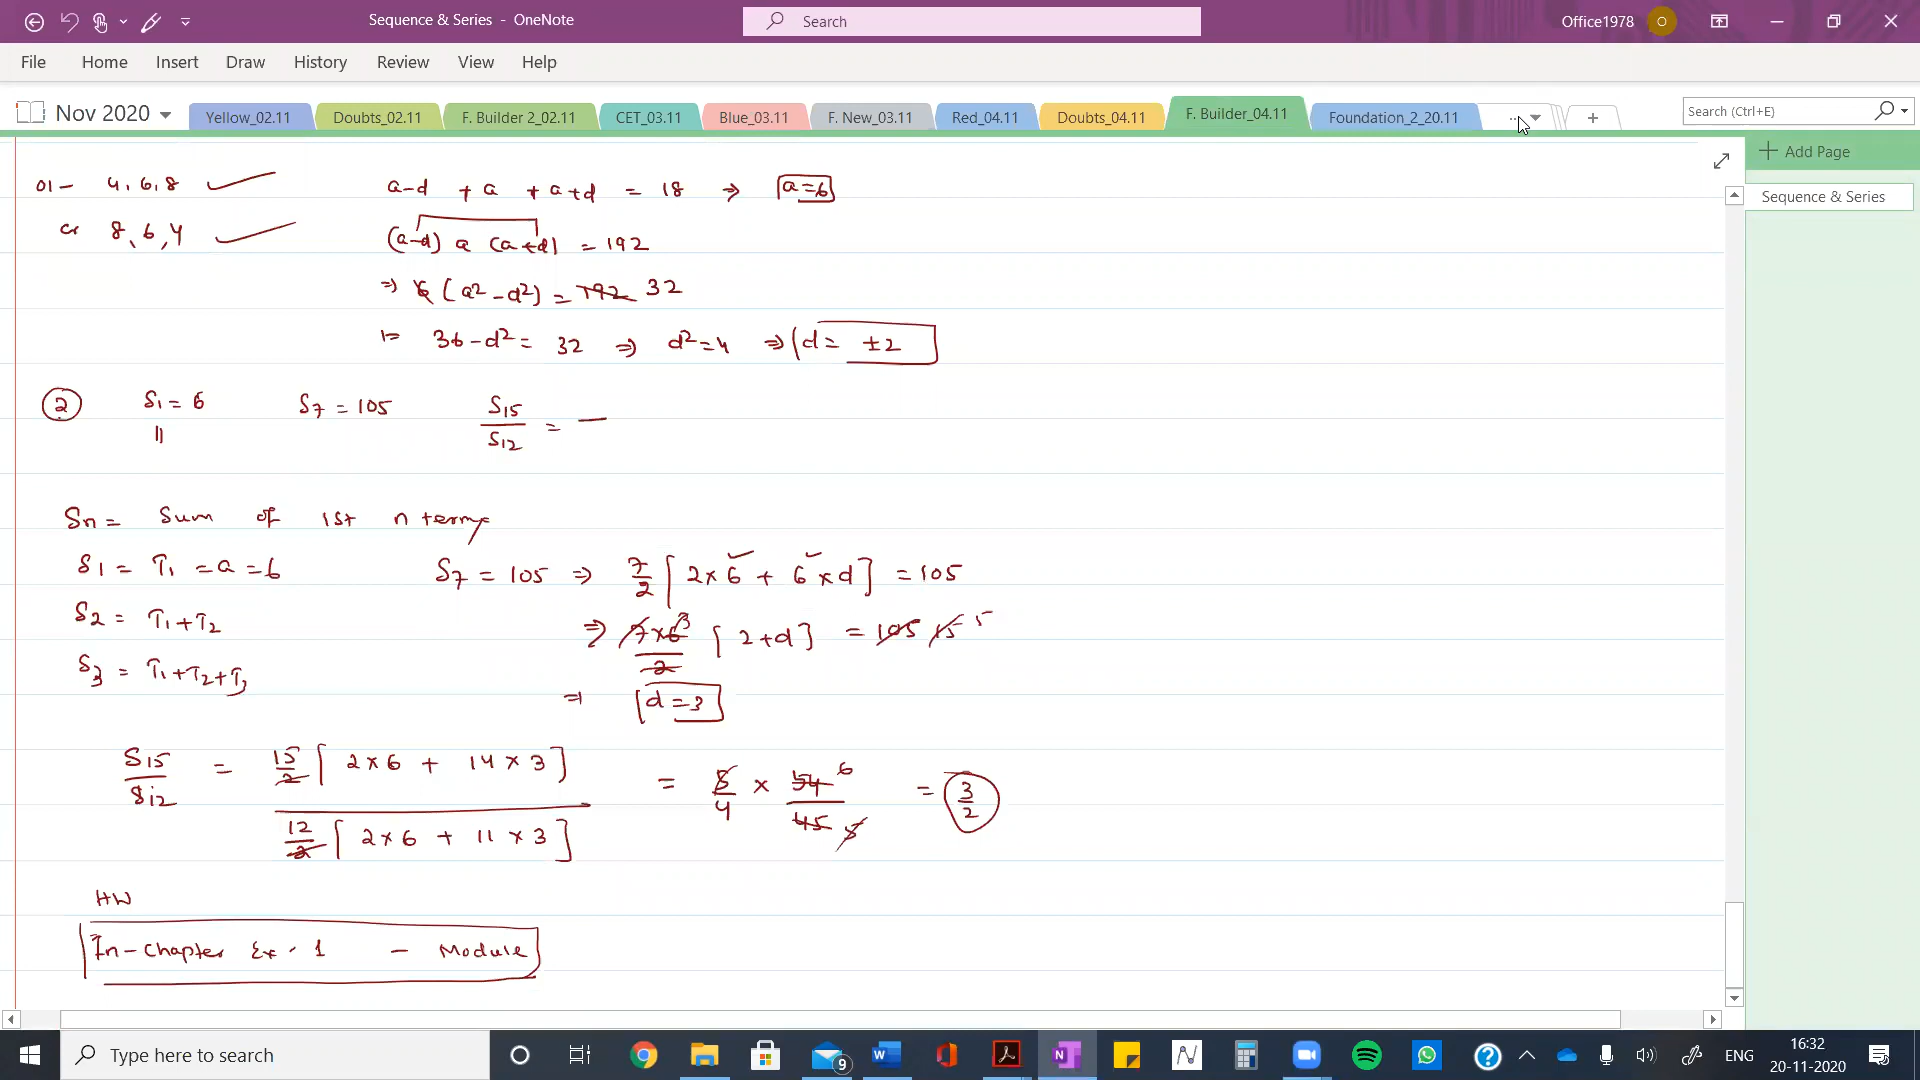 Sequence & Series - OneNote
Search
Office1978
O
File Home Insert Draw History Review View Help
Nov 2020
Yellow_02.11 Doubts_02.11 F. Builder 2_02.11 CET_03.11 Blue_03.11 F. New_03.11 Red_04.11 Doubts_04.11 F. Builder_04.11 Foundation_2_20.11 ... +
Search (Ctrl+E)
Add Page
Sequence & Series
01- 4, 6, 8
a-d + a + a+d = 18 ⇒ a=6
or 8, 6, 4
(a-d) a (a+d) = 192
⇒ 6 (a² - d²) = 192 32
36-d² = 32 ⇒ d²=4 ⇒ d = ±2
2 S1 = 6 S7 = 105 S15/S12 = —
Sn = Sum of 1st n terms
S1 = T1 = a = 6
S7 = 105 ⇒ 7/2 [ 2×6 + 6×d ] = 105
S2 = T1+T2
⇒ 7×6/2 3 [ 2+d ] = 105 15 5
S3 = T1+T2+T3
⇒ d=3
S15/S12 = 15/2 [ 2×6 + 14×3 ] / 12/2 [ 2×6 + 11×3 ] = 5/4 × 54/45 6 5 = 3/2
HW
In-chapter Ex. 1 - Module
Type here to search
9
ENG
16:32
20-11-2020